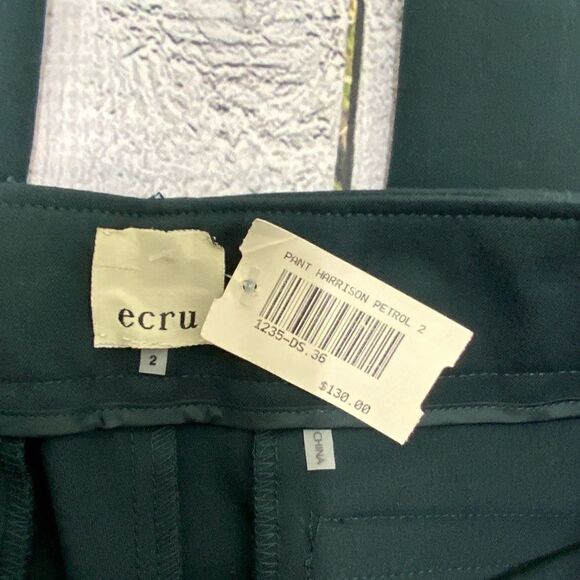 ecru
2
PANT HARRISON PETROL 2
1235-DS.36
$130.00
CHINA